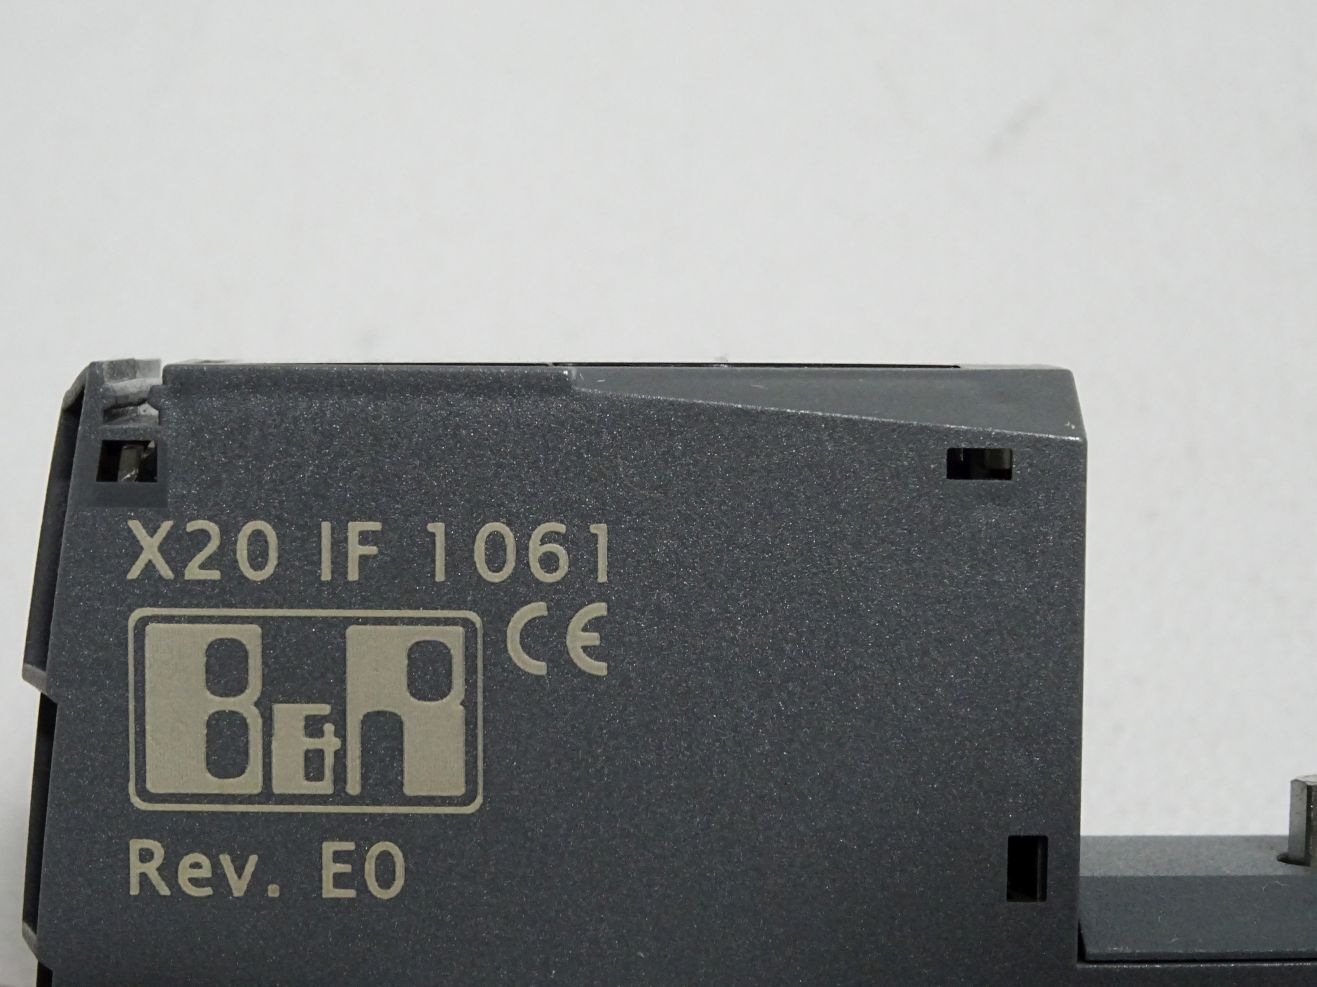 X20 IF 1061
CE
B&R
Rev. E0